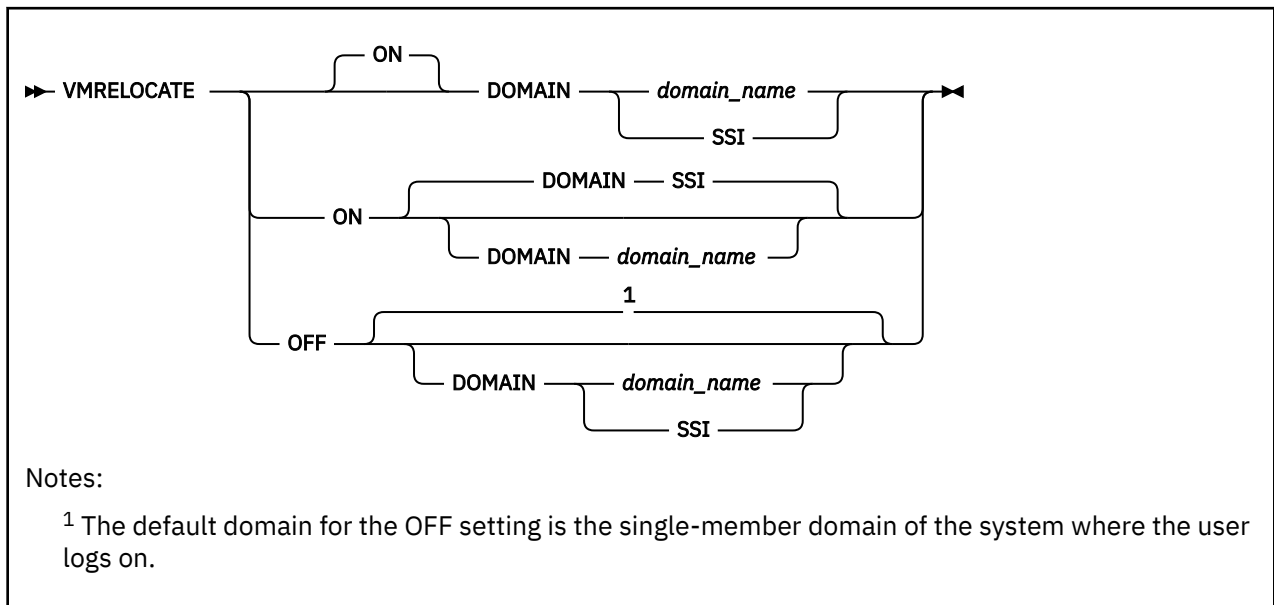 ON
VMRELOCATE DOMAIN domain_name
SSI
DOMAIN SSI
ON
DOMAIN domain_name
1
OFF
DOMAIN domain_name
SSI
Notes:
1 The default domain for the OFF setting is the single-member domain of the system where the user
logs on.